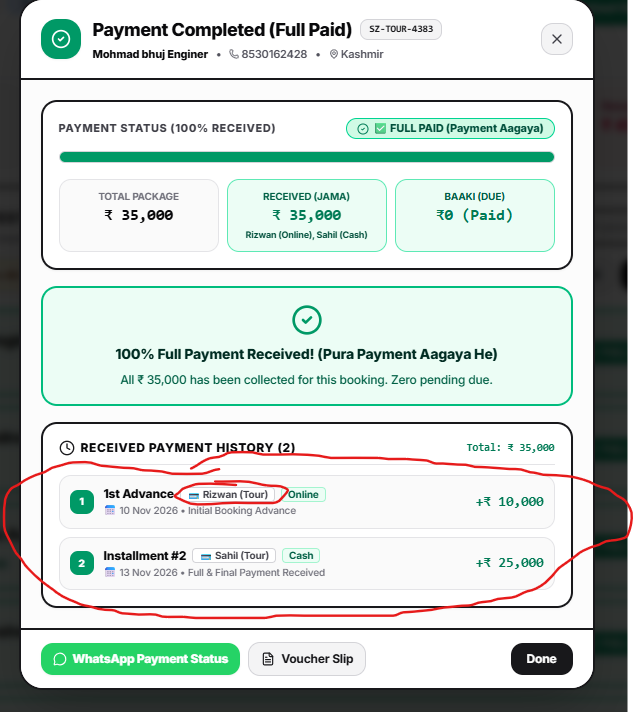 Payment Completed (Full Paid) SZ-TOUR-4383
Mohmad bhuj Enginer • 8530162428 • Kashmir
PAYMENT STATUS (100% RECEIVED) ✅ FULL PAID (Payment Aagaya)
TOTAL PACKAGE RECEIVED (JAMA) BAAKI (DUE)
₹ 35,000 ₹ 35,000 ₹0 (Paid)
Rizwan (Online), Sahil (Cash)
100% Full Payment Received! (Pura Payment Aagaya He)
All ₹ 35,000 has been collected for this booking. Zero pending due.
RECEIVED PAYMENT HISTORY (2) Total: ₹ 35,000
1 1st Advance 💳 Rizwan (Tour) Online +₹ 10,000
📅 10 Nov 2026 • Initial Booking Advance
2 Installment #2 💳 Sahil (Tour) Cash +₹ 25,000
📅 13 Nov 2026 • Full & Final Payment Received
WhatsApp Payment Status Voucher Slip Done